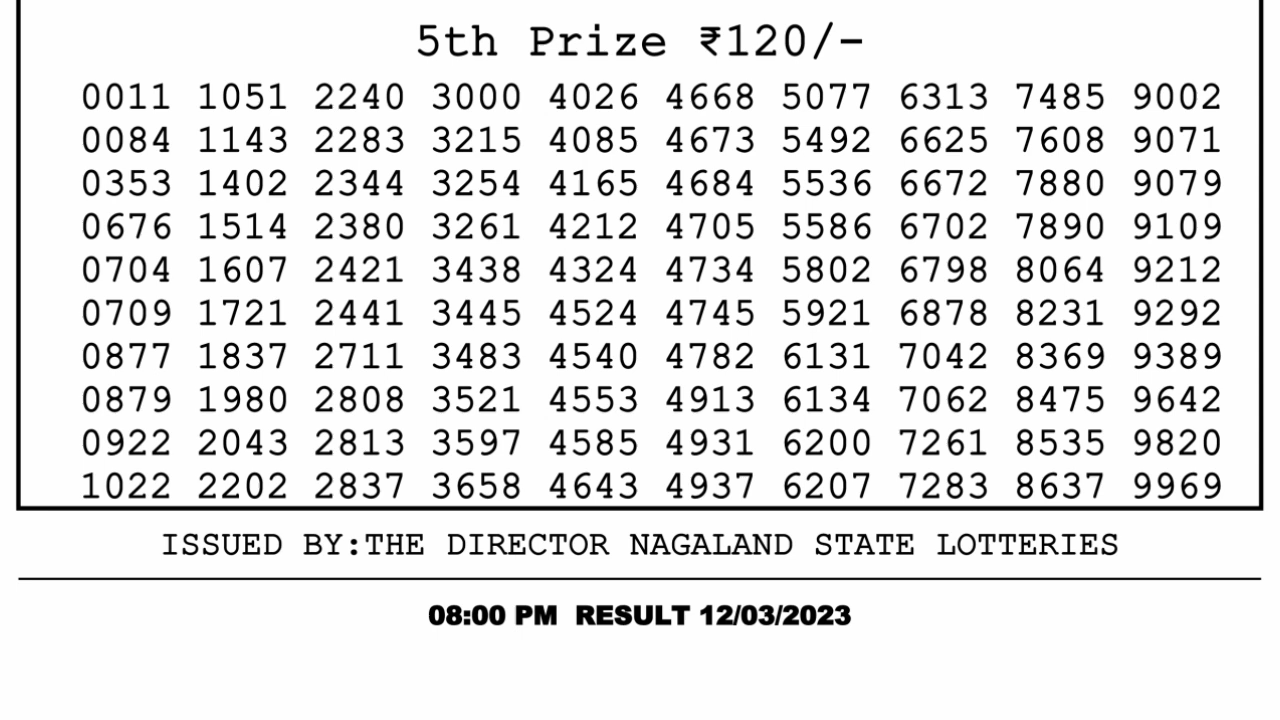 5th Prize ₹120/-
0011 1051 2240 3000 4026 4668 5077 6313 7485 9002
0084 1143 2283 3215 4085 4673 5492 6625 7608 9071
0353 1402 2344 3254 4165 4684 5536 6672 7880 9079
0676 1514 2380 3261 4212 4705 5586 6702 7890 9109
0704 1607 2421 3438 4324 4734 5802 6798 8064 9212
0709 1721 2441 3445 4524 4745 5921 6878 8231 9292
0877 1837 2711 3483 4540 4782 6131 7042 8369 9389
0879 1980 2808 3521 4553 4913 6134 7062 8475 9642
0922 2043 2813 3597 4585 4931 6200 7261 8535 9820
1022 2202 2837 3658 4643 4937 6207 7283 8637 9969
ISSUED BY:THE DIRECTOR NAGALAND STATE LOTTERIES
08:00 PM RESULT 12/03/2023